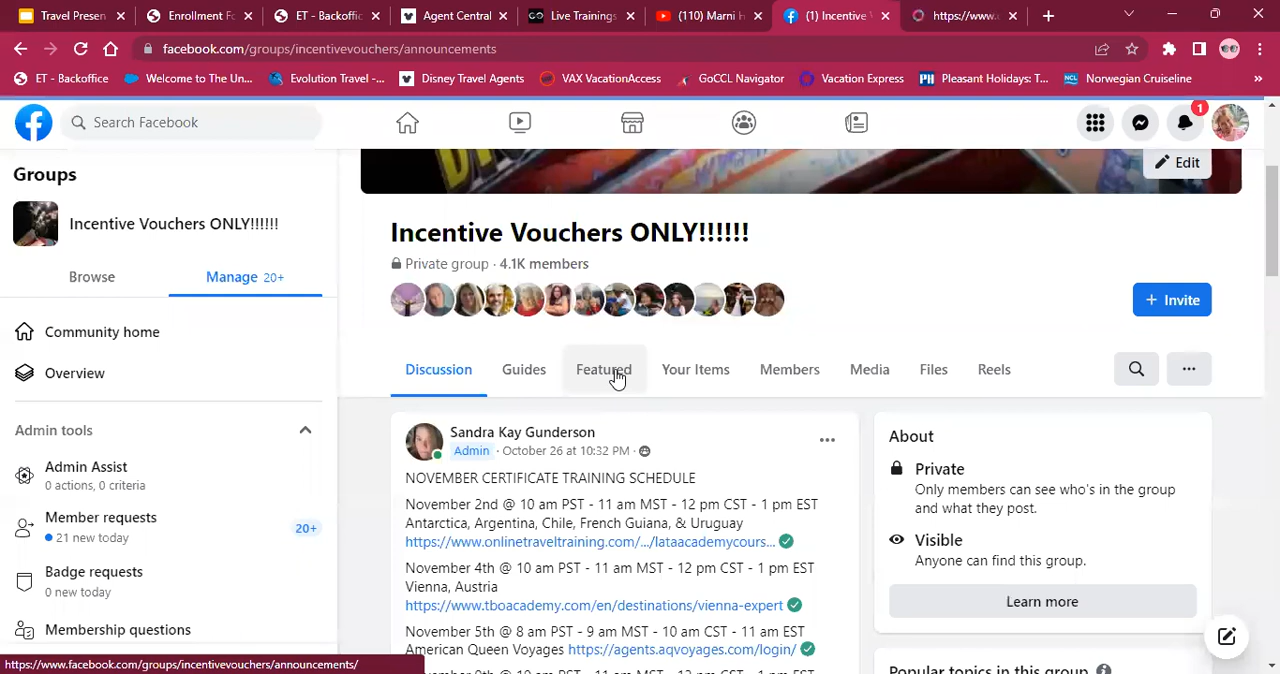 Travel Presen
Enrollment Fo
ET - Backoffic
Agent Central
Live Trainings
(110) Marni H
(1) Incentive V
https://www.
facebook.com/groups/incentivevouchers/announcements
ET - Backoffice
Welcome to The Un...
Evolution Travel -...
Disney Travel Agents
VAX VacationAccess
GoCCL Navigator
Vacation Express
PH Pleasant Holidays: T...
NCL Norwegian Cruiseline
Search Facebook
1
Groups
Incentive Vouchers ONLY!!!!!!
Browse
Manage 20+
Community home
Overview
Admin tools
Admin Assist
0 actions, 0 criteria
Member requests
21 new today
20+
Badge requests
0 new today
Membership questions
https://www.facebook.com/groups/incentivevouchers/announcements/
Edit
Incentive Vouchers ONLY!!!!!!
Private group · 4.1K members
+ Invite
Discussion Guides Featured Your Items Members Media Files Reels
Sandra Kay Gunderson
Admin · October 26 at 10:32 PM ·
NOVEMBER CERTIFICATE TRAINING SCHEDULE
November 2nd @ 10 am PST - 11 am MST - 12 pm CST - 1 pm EST
Antarctica, Argentina, Chile, French Guiana, & Uruguay
https://www.onlinetraveltraining.com/.../lataacademycours...
November 4th @ 10 am PST - 11 am MST - 12 pm CST - 1 pm EST
Vienna, Austria
https://www.tboacademy.com/en/destinations/vienna-expert
November 5th @ 8 am PST - 9 am MST - 10 am CST - 11 am EST
American Queen Voyages https://agents.aqvoyages.com/login/
About
Private
Only members can see who's in the group
and what they post.
Visible
Anyone can find this group.
Learn more
Popular topics in this group